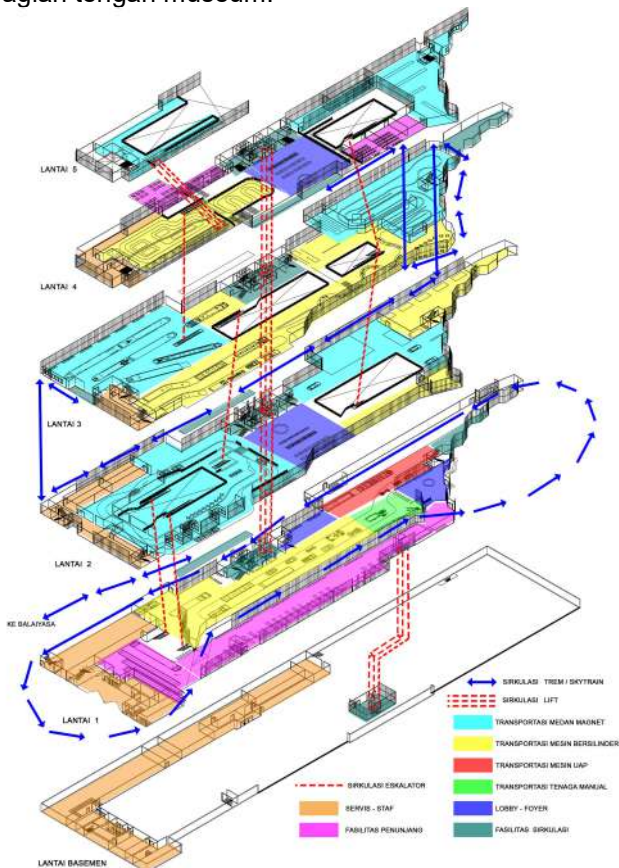 agian tengah museum.
LANTAI 5
LANTAI 4
LANTAI 3
LANTAI 2
KE BALAIYASA
LANTAI 1
SIRKULASI TREM / SKYTRAIN
SIRKULASI LIFT
TRANSPORTASI MEDAN MAGNET
TRANSPORTASI MESIN BERSILINDER
TRANSPORTASI MESIN UAP
SIRKULASI ESKALATOR
TRANSPORTASI TENAGA MANUAL
SERVIS - STAF
LOBBY - FOYER
FASILITAS PENUNJANG
FASILITAS SIRKULASI
LANTAI BASEMEN